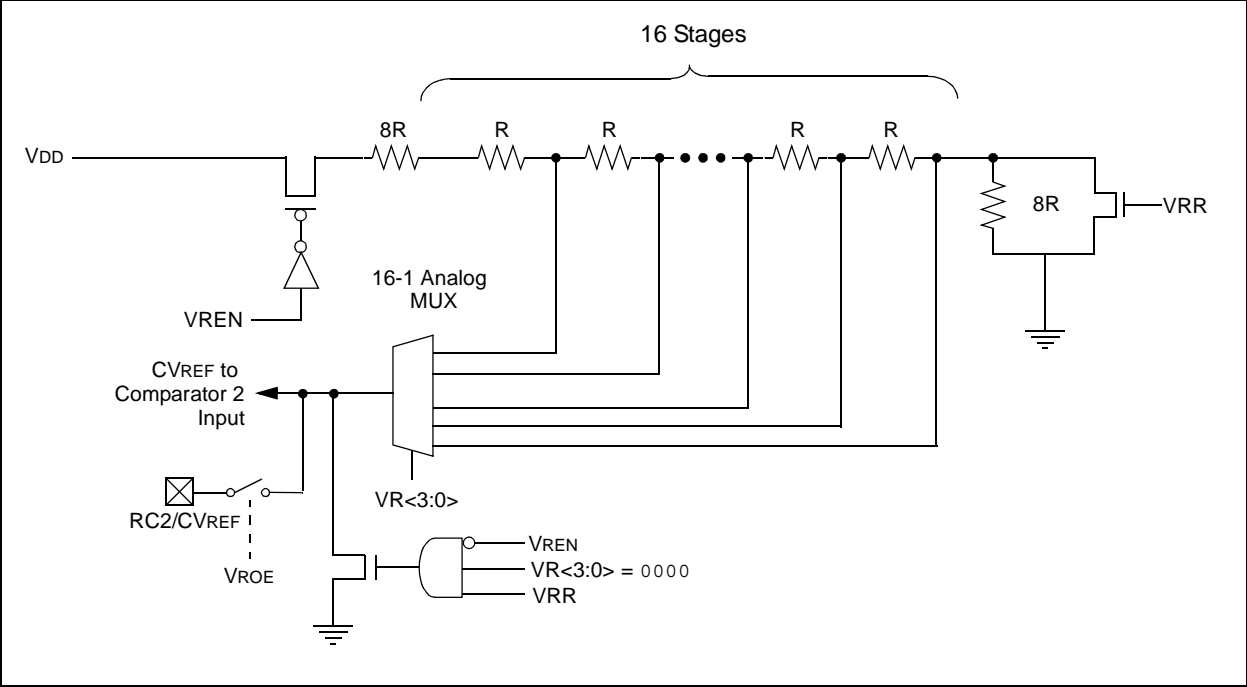 16 Stages
8R
R
R
R
R
VDD
8R
VRR
16-1 Analog
MUX
VREN
CVREF to
Comparator 2
Input
VR<3:0>
RC2/CVREF
VROE
VREN
VR<3:0> = 0000
VRR